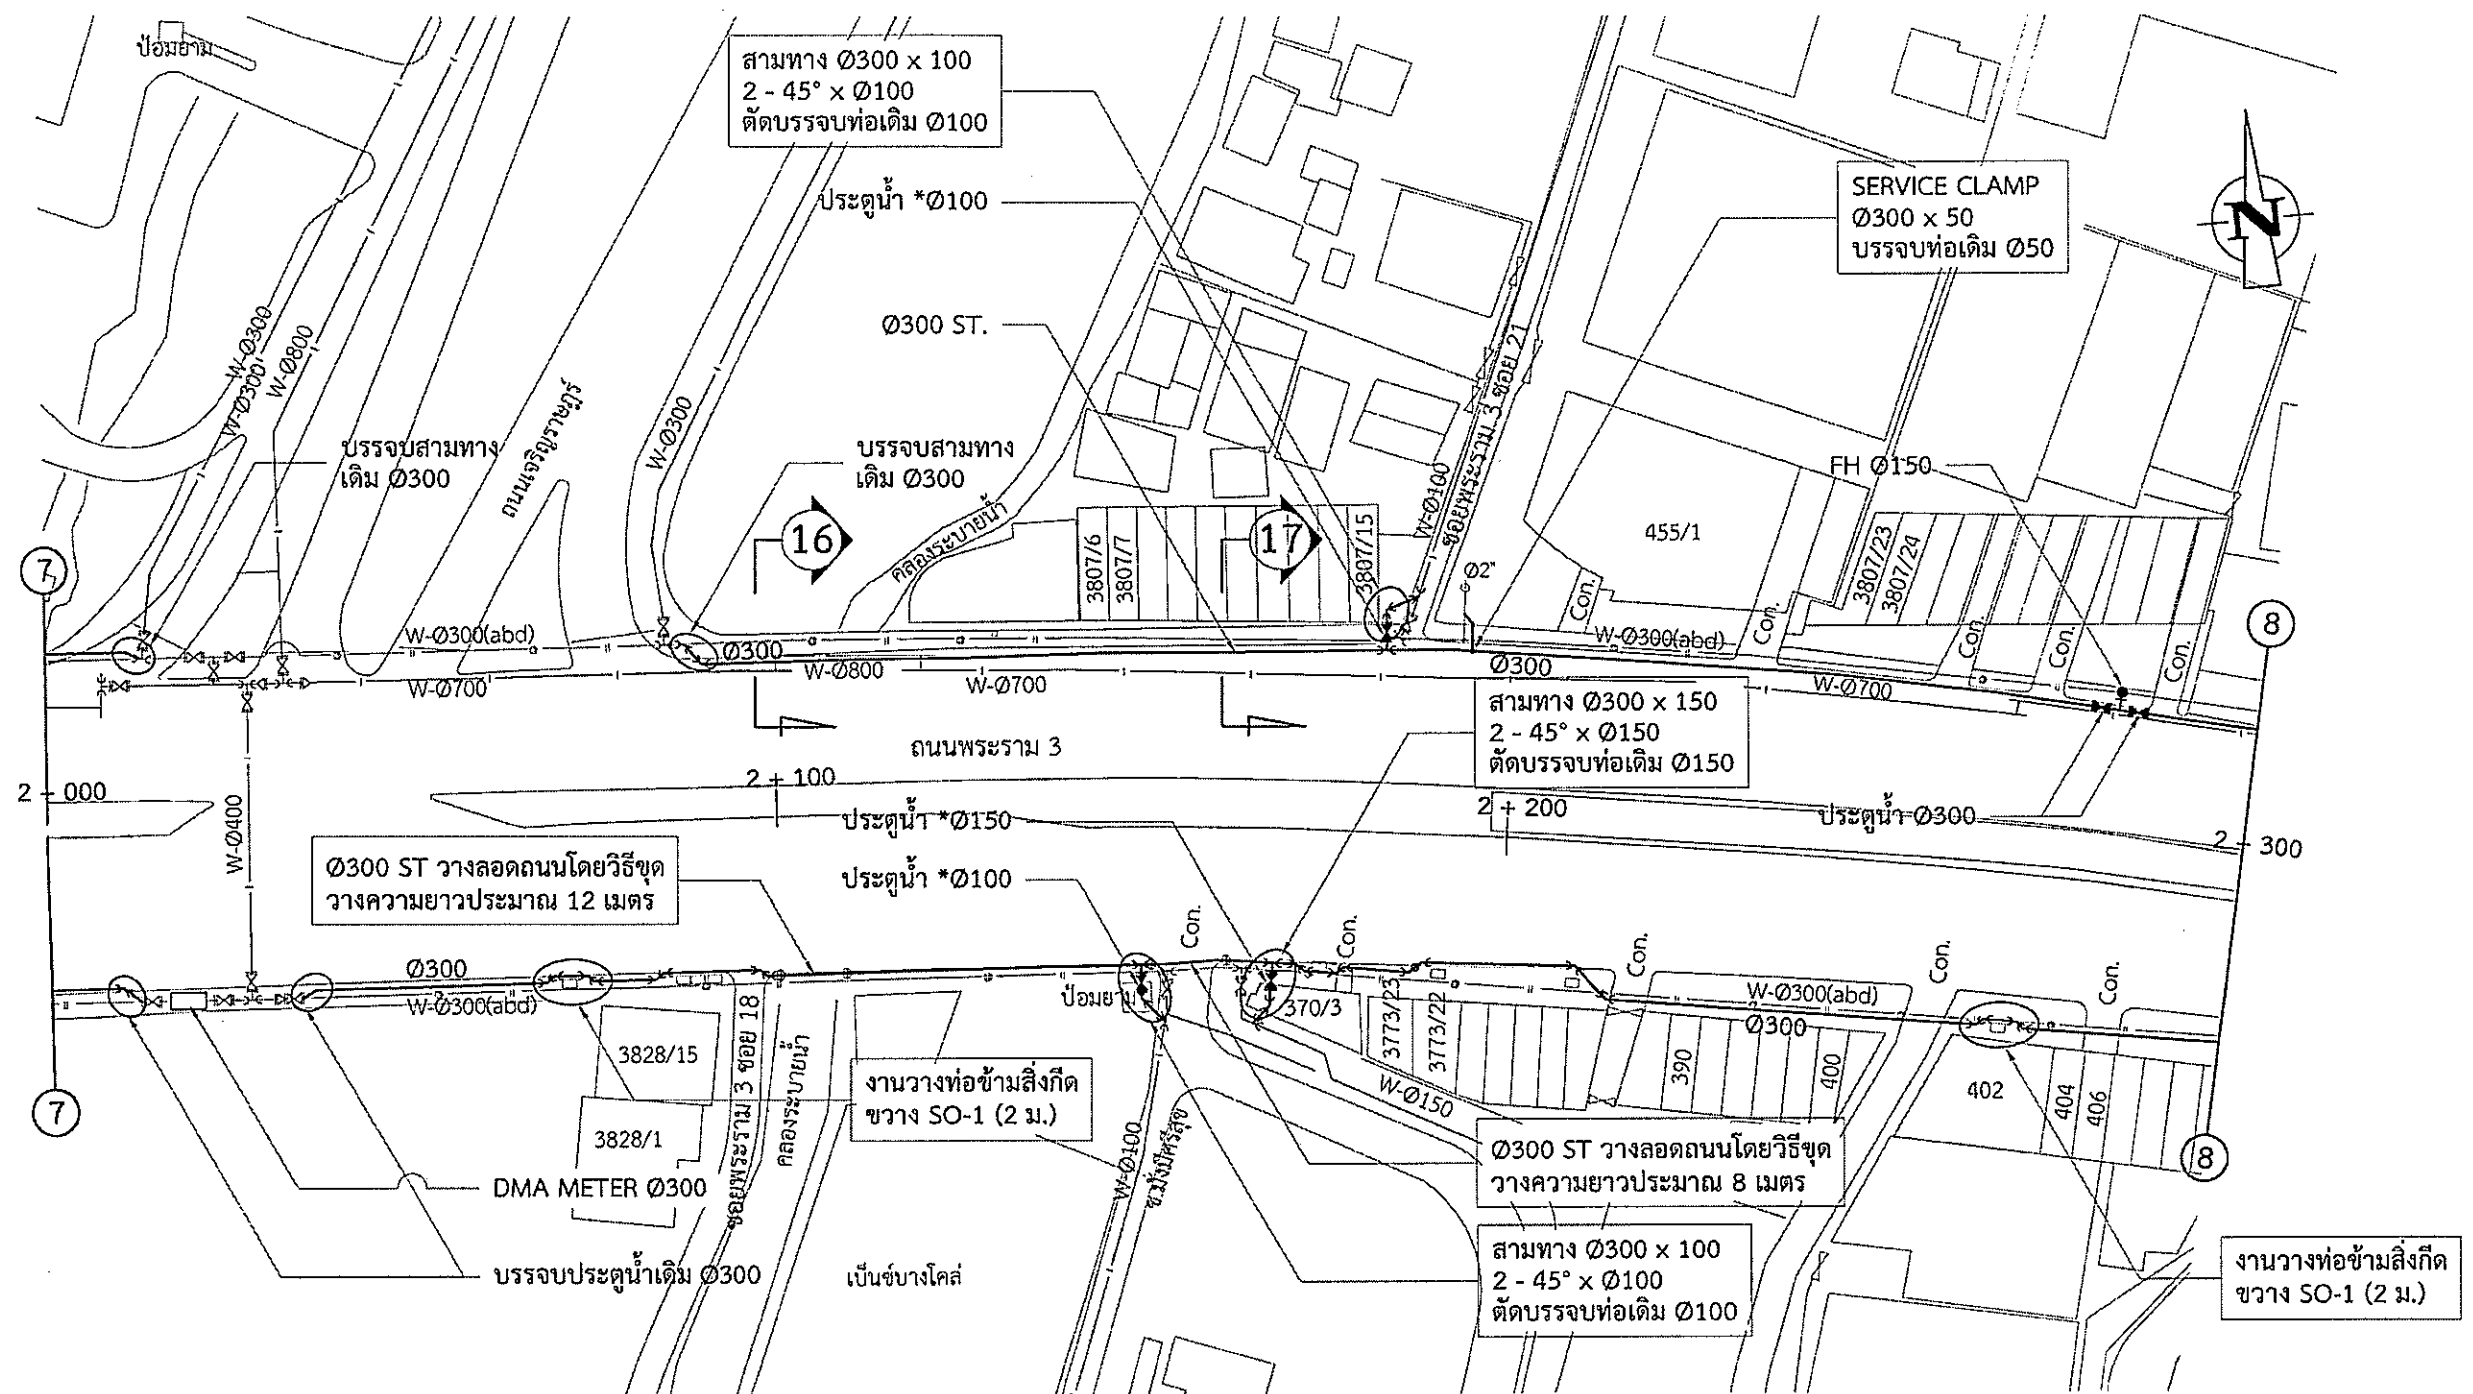 ป้อมยาม
สามทาง Ø300 x 100
2 - 45° x Ø100
ตัดบรรจบท่อเดิม Ø100
ประตูน้ำ *Ø100
Ø300 ST.
SERVICE CLAMP
Ø300 x 50
บรรจบท่อเดิม Ø50
N
W-Ø300
W-Ø300
W-Ø800
บรรจบสามทาง
เดิม Ø300
ถนนเจริญราษฎร์
W-Ø300
บรรจบสามทาง
เดิม Ø300
16
คลองระบายน้ำ
3807/6
3807/7
17
3807/15
W-Ø100
ซอยพระราม 3 ซอย 21
Ø2"
455/1
FH Ø150
3807/23
3807/24
Con.
Con.
Con.
Con.
Con.
7
8
W-Ø300(abd)
Ø300
W-Ø800
W-Ø700
W-Ø700
W-Ø300(abd)
Ø300
W-Ø700
สามทาง Ø300 x 150
2 - 45° x Ø150
ตัดบรรจบท่อเดิม Ø150
ถนนพระราม 3
2 + 000
2 + 100
2 + 200
2 + 300
ประตูน้ำ Ø300
W-Ø400
ประตูน้ำ *Ø150
ประตูน้ำ *Ø100
Ø300 ST วางลอดถนนโดยวิธีขุด
วางความยาวประมาณ 12 เมตร
Con.
Con.
Con.
Con.
Con.
Ø300
W-Ø300(abd)
ป้อมยาม
370/3
3773/23
3773/22
W-Ø300(abd)
Ø300
390
400
402
404
406
7
8
3828/15
3828/1
ซอยพระราม 3 ซอย 18
คลองระบายน้ำ
งานวางท่อข้ามสิ่งกีด
ขวาง SO-1 (2 ม.)
W-Ø100
ซ.มั่งมีศรีสุข
W-Ø150
Ø300 ST วางลอดถนนโดยวิธีขุด
วางความยาวประมาณ 8 เมตร
DMA METER Ø300
บรรจบประตูน้ำเดิม Ø300
เบ็นซ์บางโคล่
สามทาง Ø300 x 100
2 - 45° x Ø100
ตัดบรรจบท่อเดิม Ø100
งานวางท่อข้ามสิ่งกีด
ขวาง SO-1 (2 ม.)